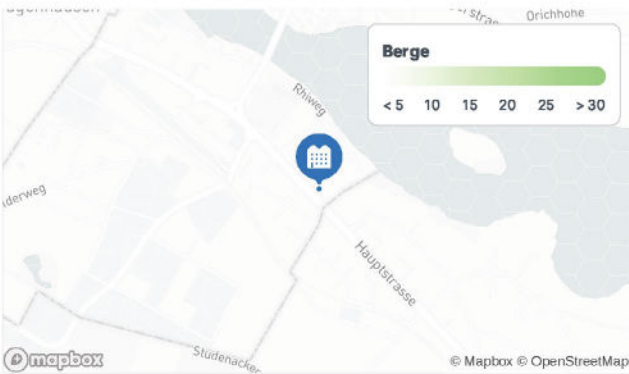 Orichhohe
Berge
< 5 10 15 20 25 > 30
Rhiweg
Hauptstrasse
Studenacker
mapbox
© Mapbox © OpenStreetMap